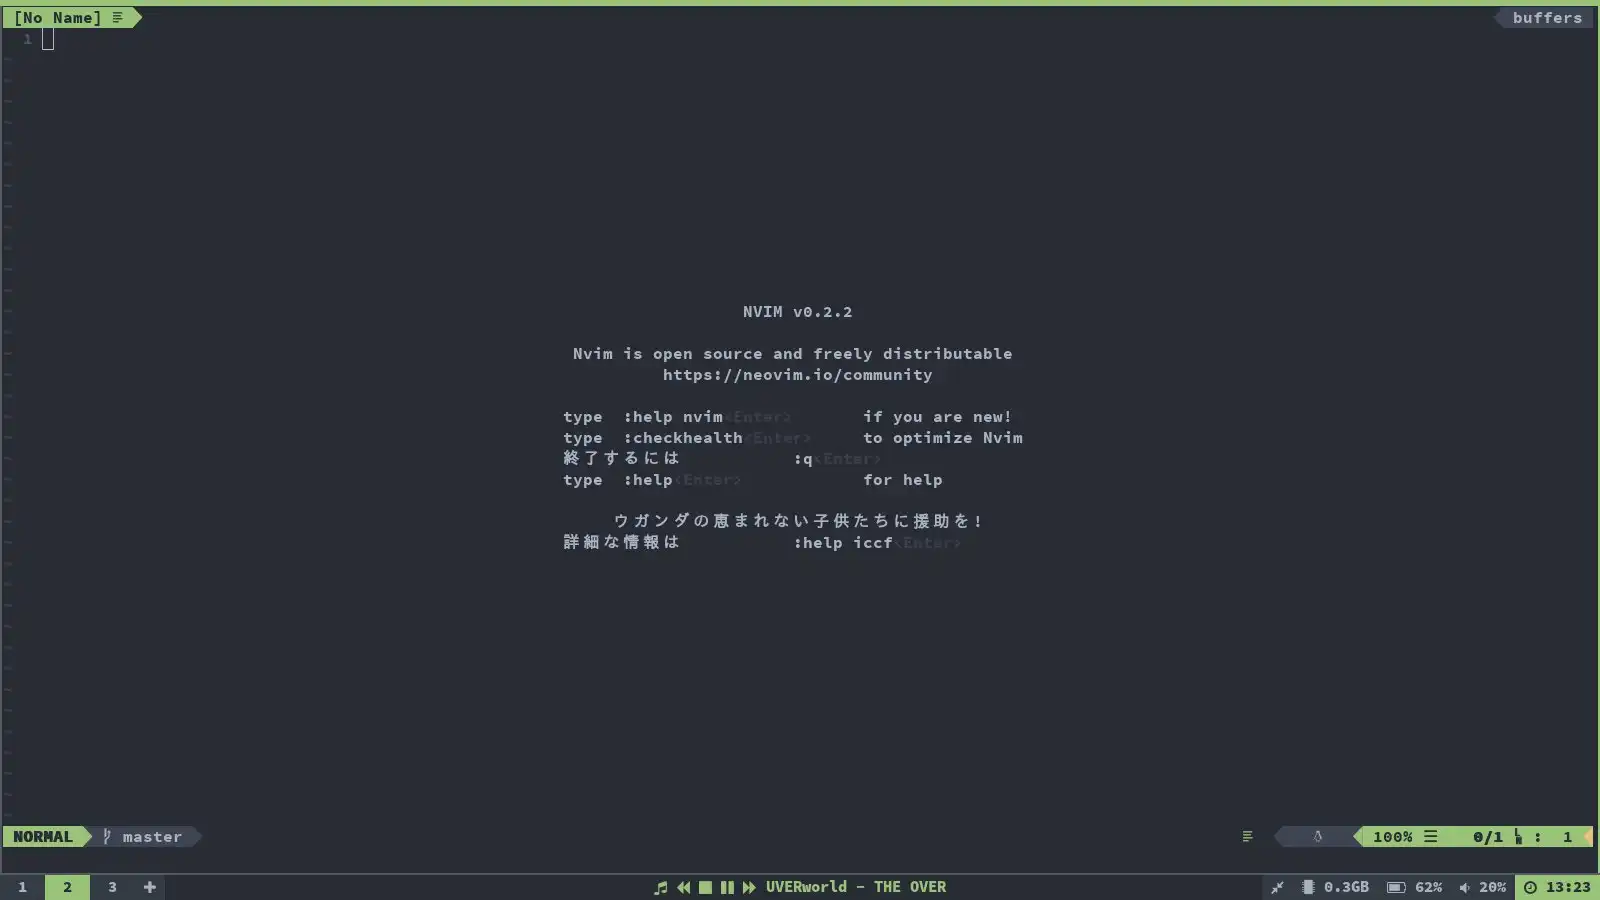 [No Name] buffers
1
NVIM v0.2.2
Nvim is open source and freely distributable
https://neovim.io/community
type :help nvim<Enter> if you are new!
type :checkhealth<Enter> to optimize Nvim
終了するには :q<Enter>
type :help<Enter> for help
ウガンダの恵まれない子供たちに援助を!
詳細な情報は :help iccf<Enter>
NORMAL master 100% ☰ 0/1 : 1
1 2 3 + UVERworld - THE OVER 0.3GB 62% 20% 13:23